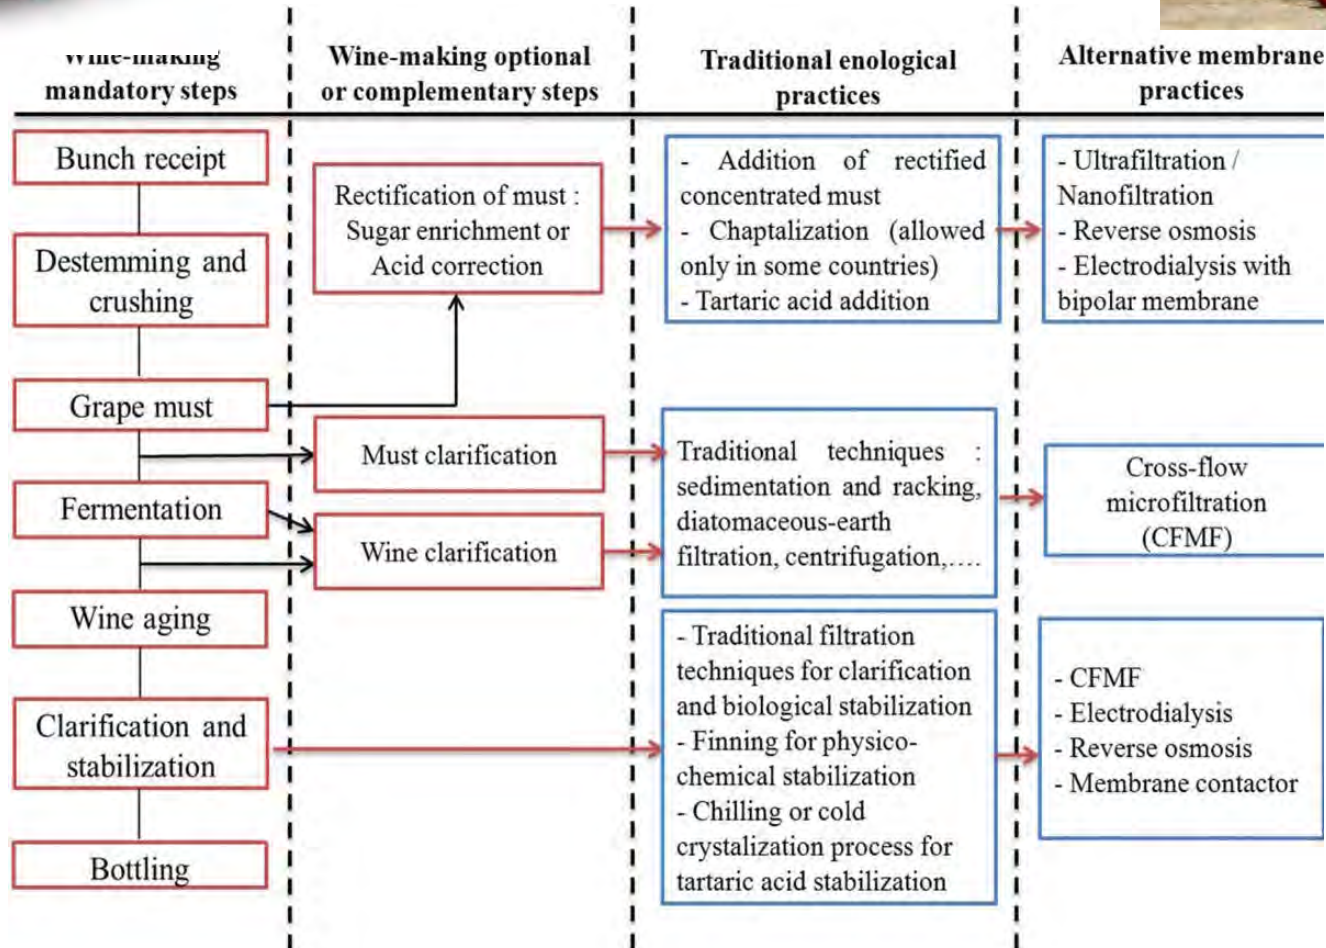 Wine-making
mandatory steps
Wine-making optional
or complementary steps
Traditional enological
practices
Alternative membrane
practices
Bunch receipt
Destemming and
crushing
Grape must
Fermentation
Wine aging
Clarification and
stabilization
Bottling
Rectification of must :
Sugar enrichment or
Acid correction
Must clarification
Wine clarification
- Addition of rectified
concentrated must
- Chaptalization (allowed
only in some countries)
- Tartaric acid addition
Traditional techniques :
sedimentation and racking,
diatomaceous-earth
filtration, centrifugation,....
- Traditional filtration
techniques for clarification
and biological stabilization
- Finning for physico-
chemical stabilization
- Chilling or cold
crystalization process for
tartaric acid stabilization
- Ultrafiltration /
Nanofiltration
- Reverse osmosis
- Electrodialysis with
bipolar membrane
Cross-flow
microfiltration
(CFMF)
- CFMF
- Electrodialysis
- Reverse osmosis
- Membrane contactor